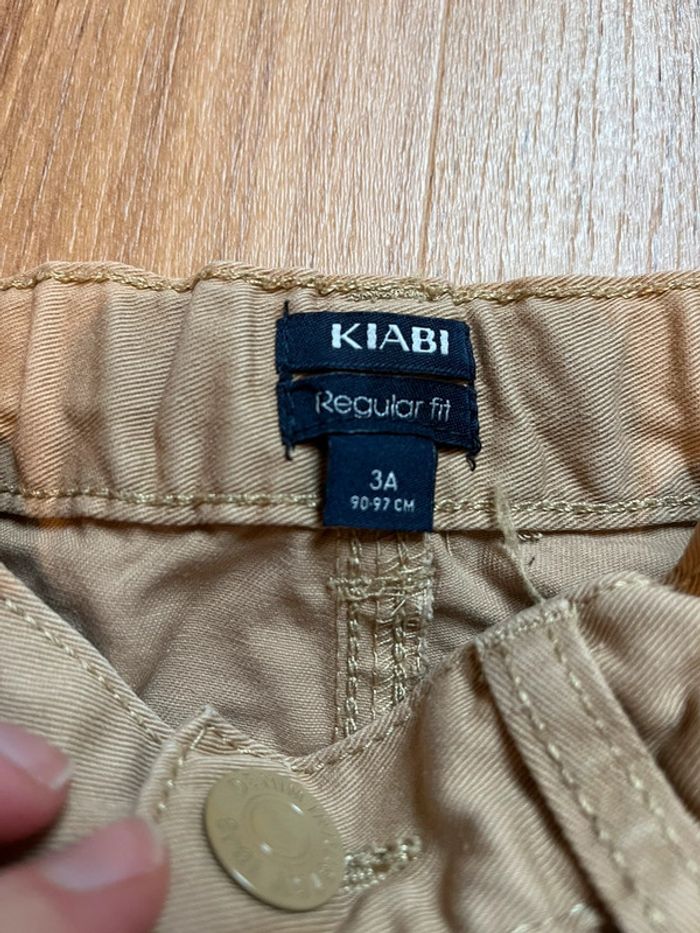 KIABI
Regular fit
3A
90-97 CM